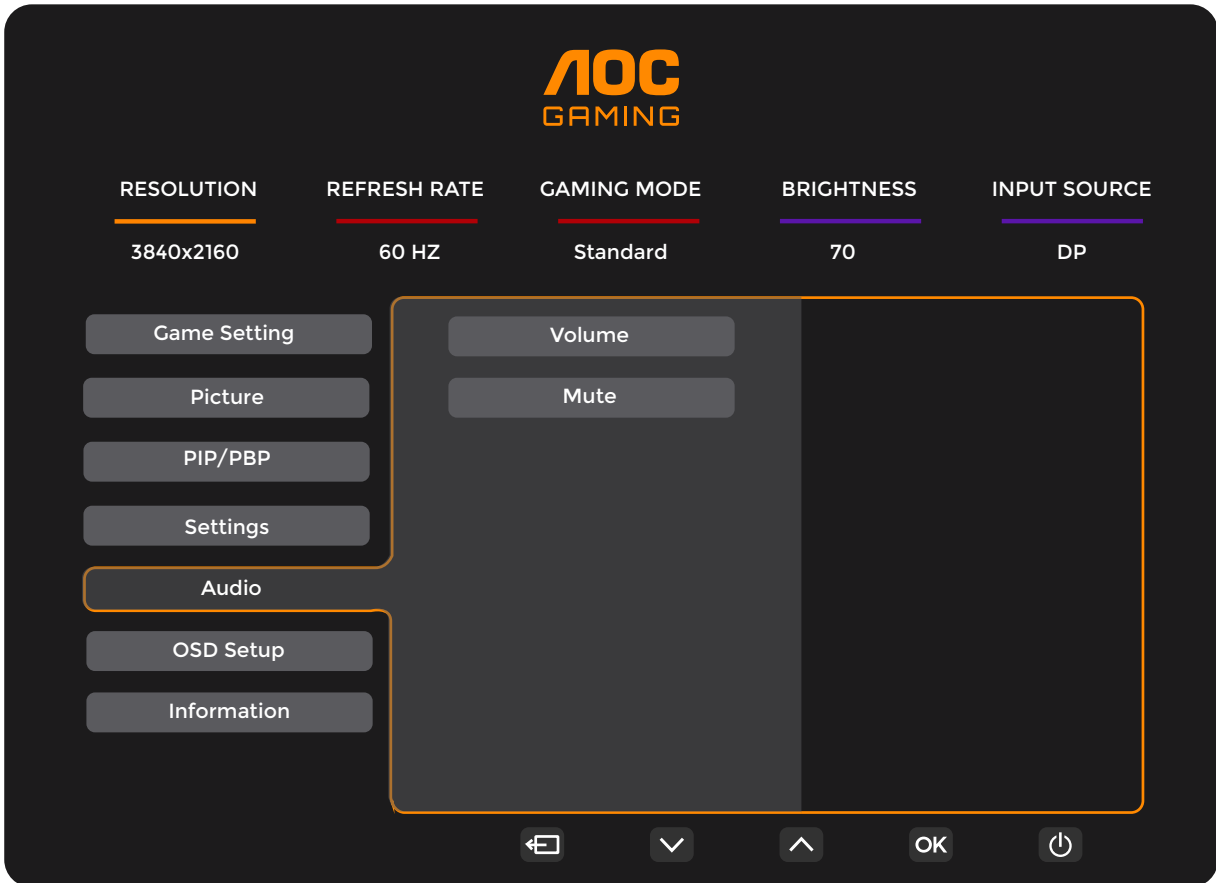 AOC
GAMING
RESOLUTION REFRESH RATE GAMING MODE BRIGHTNESS INPUT SOURCE
3840x2160 60 HZ Standard 70 DP
Game Setting Volume
Picture Mute
PIP/PBP
Settings
Audio
OSD Setup
Information
OK